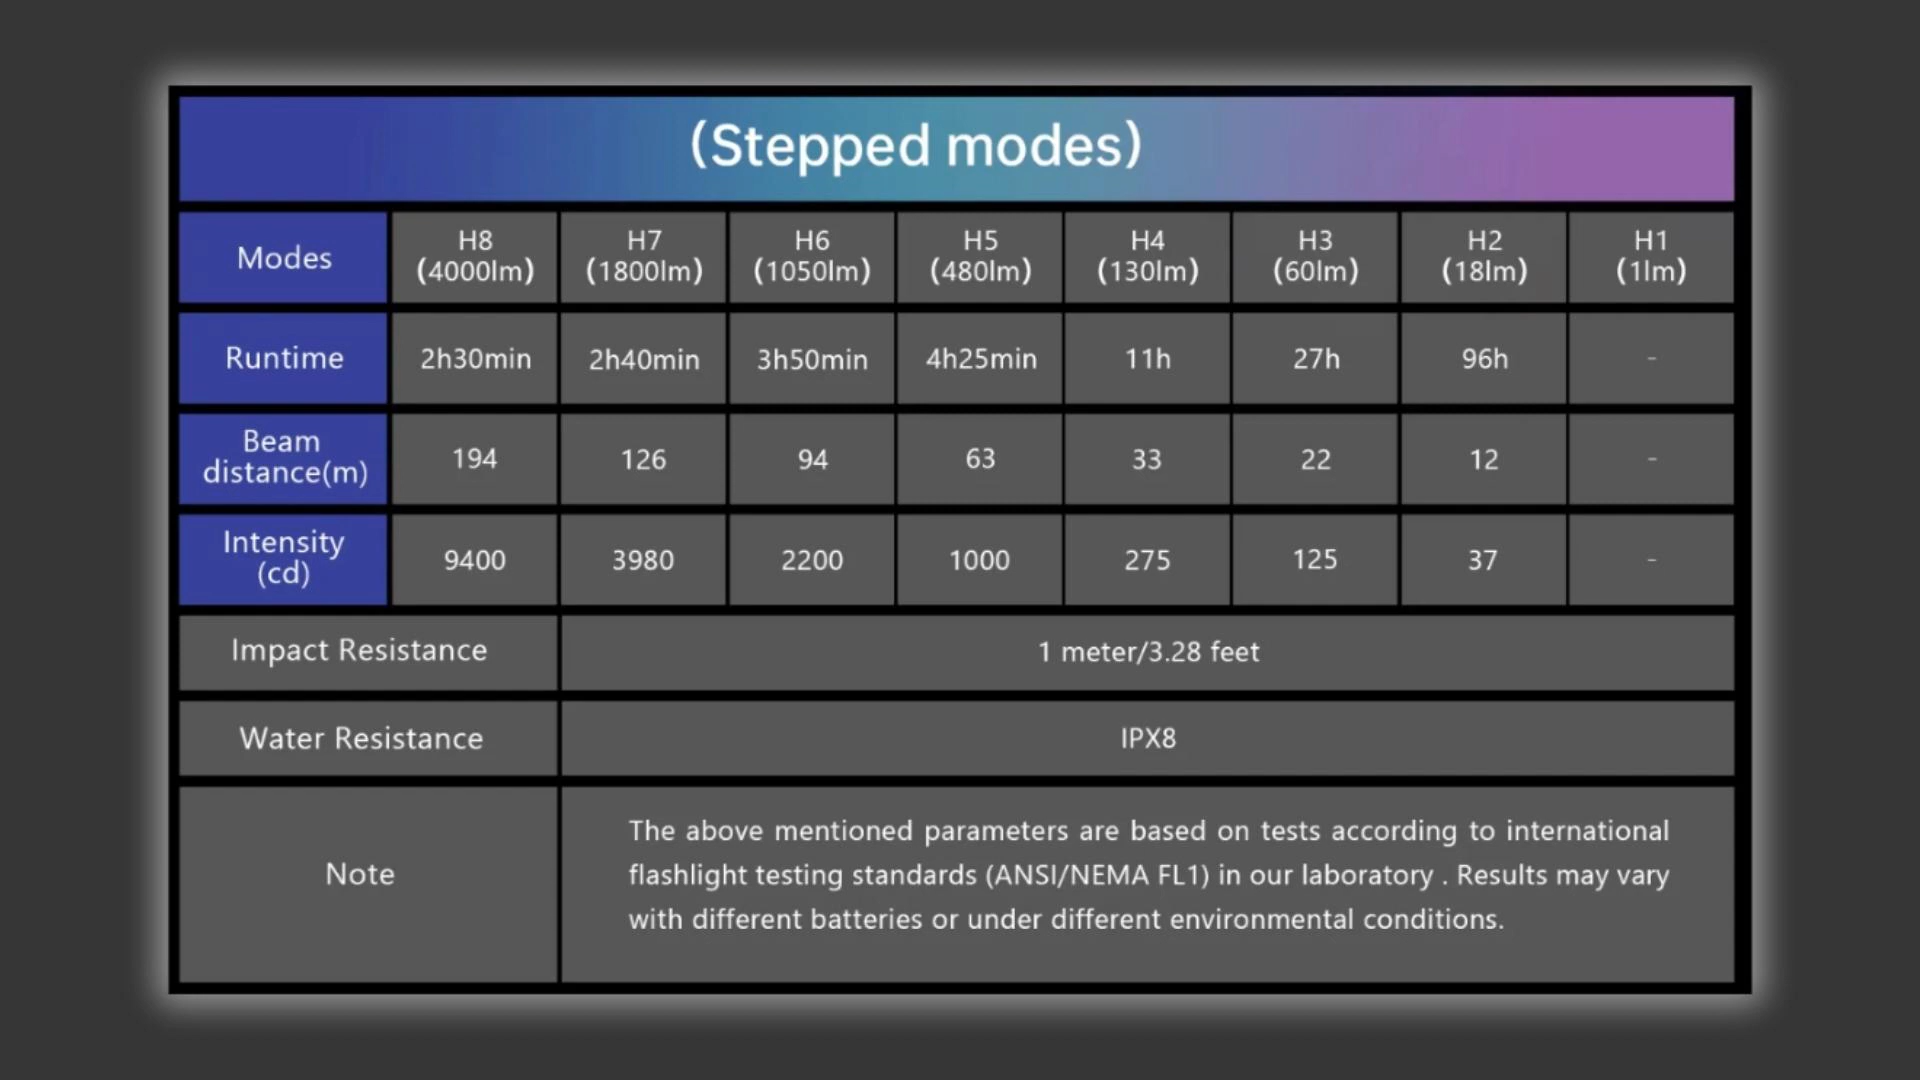 (Stepped modes)
Modes
H8
(4000lm)
H7
(1800lm)
H6
(1050lm)
H5
(480lm)
H4
(130lm)
H3
(60lm)
H2
(18lm)
H1
(1lm)
Runtime
2h30min
2h40min
3h50min
4h25min
11h
27h
96h
-
Beam
distance(m)
194
126
94
63
33
22
12
-
Intensity
(cd)
9400
3980
2200
1000
275
125
37
-
Impact Resistance
1 meter/3.28 feet
Water Resistance
IPX8
Note
The above mentioned parameters are based on tests according to international
flashlight testing standards (ANSI/NEMA FL1) in our laboratory . Results may vary
with different batteries or under different environmental conditions.